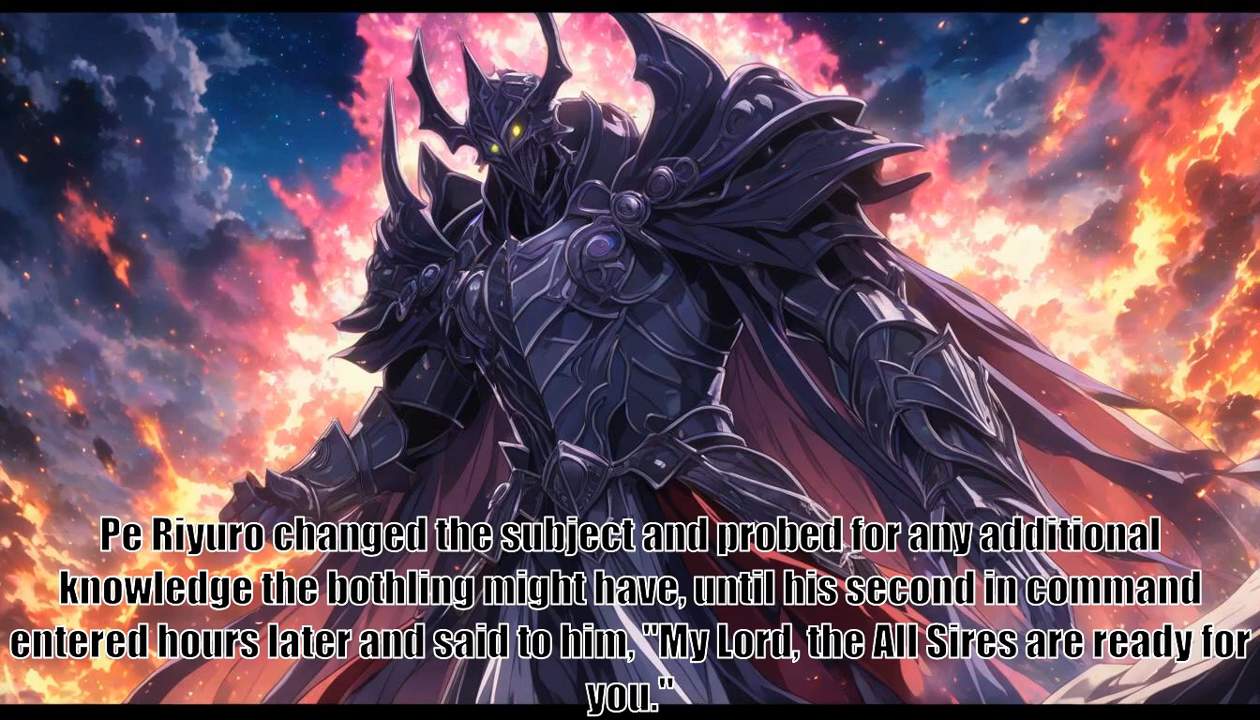 Pe Riyuro changed the subject and probed for any additional
knowledge the bothling might have, until his second in command
entered hours later and said to him, "My Lord, the All Sires are ready for
you."